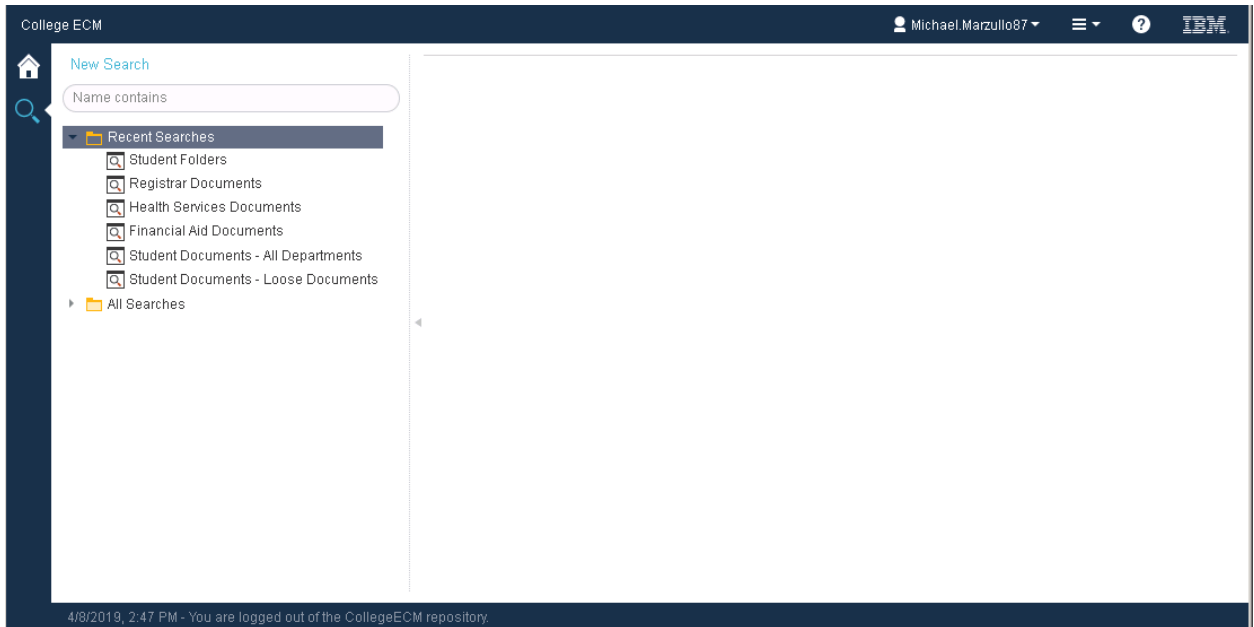 College ECM
Michael.Marzullo87
IBM
New Search
Name contains
Recent Searches
Student Folders
Registrar Documents
Health Services Documents
Financial Aid Documents
Student Documents - All Departments
Student Documents - Loose Documents
All Searches
4/8/2019, 2:47 PM - You are logged out of the CollegeECM repository.